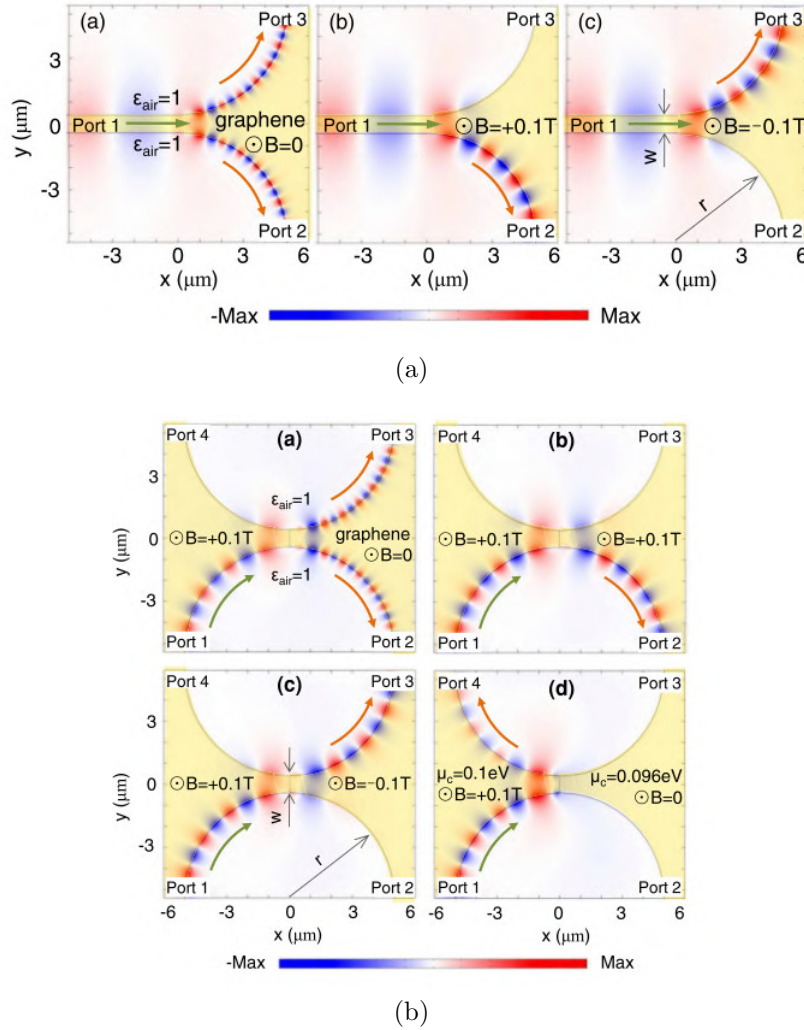 (a)
Port 3
(b)
Port 3
(c)
Port 3
y (μm)
3
0
-3
Port 1
ε_air=1
ε_air=1
graphene
⊙B=0
Port 2
Port 1
⊙B=+0.1T
Port 2
Port 1
⊙B=−0.1T
w
r
Port 2
-3 0 3 6
-3 0 3 6
-3 0 3 6
x (μm)
x (μm)
x (μm)
-Max
Max
(a)
Port 4
(a)
Port 3
Port 4
(b)
Port 3
y (μm)
3
0
-3
ε_air=1
⊙B=+0.1T
graphene
⊙B=0
ε_air=1
Port 1
Port 2
⊙B=+0.1T
⊙B=+0.1T
Port 1
Port 2
Port 4
(c)
Port 3
Port 4
(d)
Port 3
y (μm)
3
0
-3
⊙B=+0.1T
⊙B=−0.1T
w
r
Port 1
Port 2
μc=0.1eV
⊙B=+0.1T
μc=0.096eV
⊙B=0
Port 1
Port 2
-6 -3 0 3 6
-6 -3 0 3 6
x (μm)
x (μm)
-Max
Max
(b)